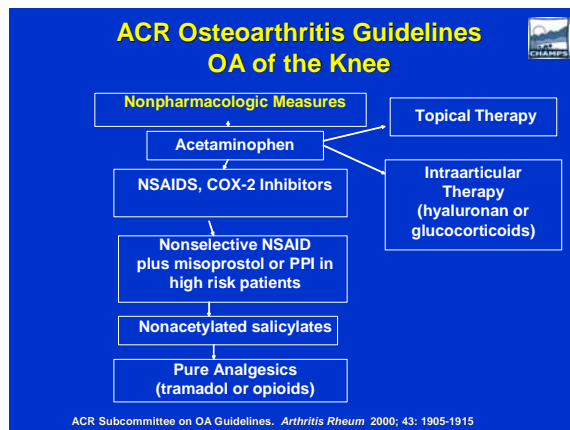 ACR Osteoarthritis Guidelines
OA of the Knee
CHAMPS
Nonpharmacologic Measures
Topical Therapy
Acetaminophen
NSAIDS, COX-2 Inhibitors
Intraarticular
Therapy
(hyaluronan or
glucocorticoids)
Nonselective NSAID
plus misoprostol or PPI in
high risk patients
Nonacetylated salicylates
Pure Analgesics
(tramadol or opioids)
ACR Subcommittee on OA Guidelines. Arthritis Rheum 2000; 43: 1905-1915